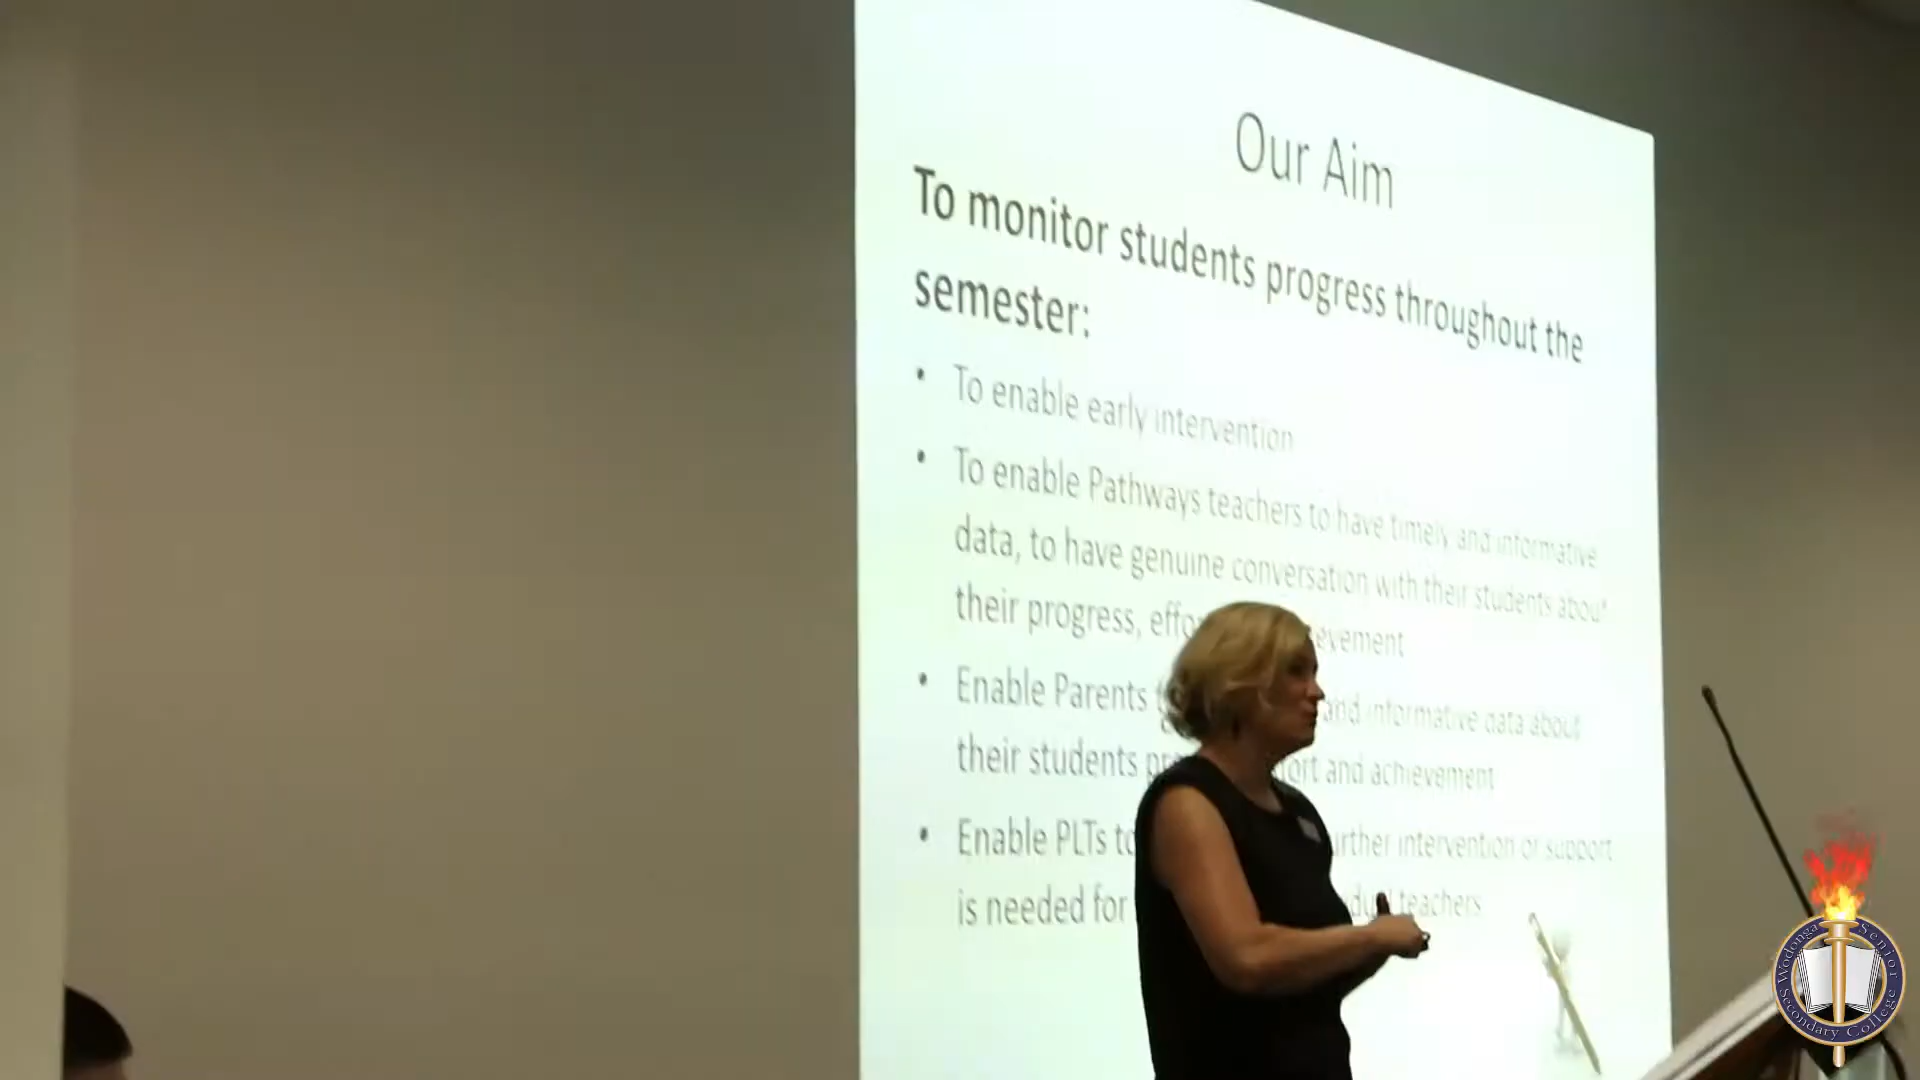 Our Aim
To monitor students progress throughout the
semester:
• To enable early intervention
• To enable Pathways teachers to have timely and informative
data, to have genuine conversation with their students about
their progress, effo evement
• Enable Parents and informative data about
their students pr ort and achievement
• Enable PLTs to urther intervention or support
is needed for teachers
Wodonga Senior
Secondary College